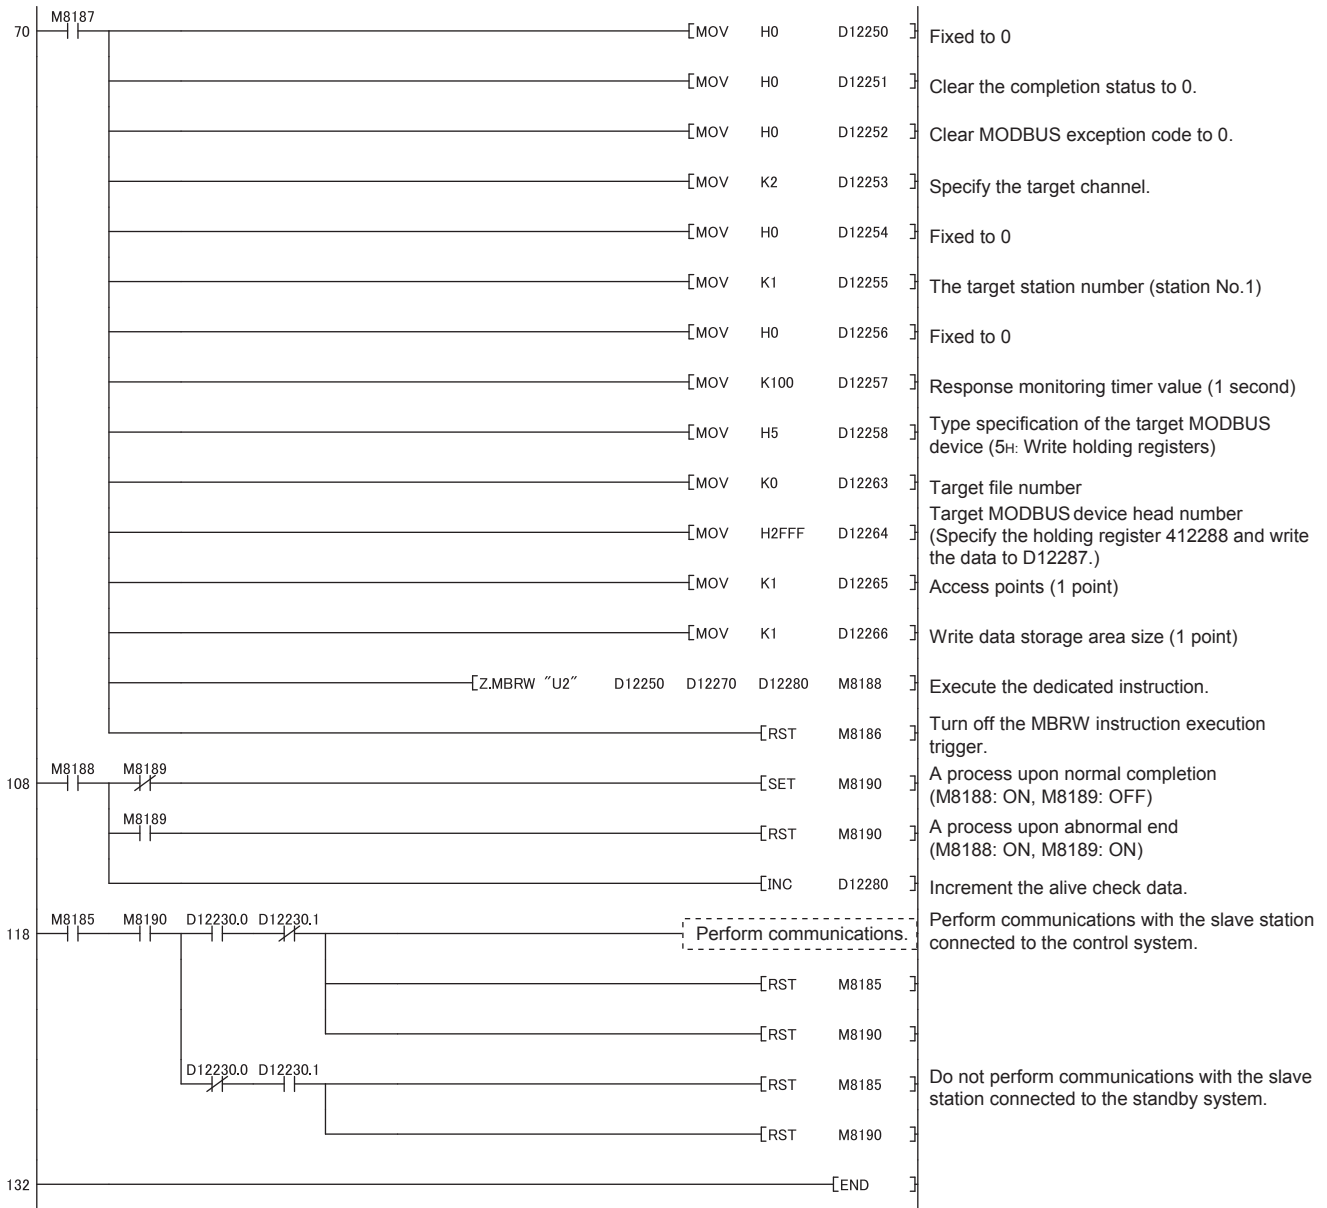 M8187
70 [MOV H0 D12250 ] Fixed to 0
[MOV H0 D12251 ] Clear the completion status to 0.
[MOV H0 D12252 ] Clear MODBUS exception code to 0.
[MOV K2 D12253 ] Specify the target channel.
[MOV H0 D12254 ] Fixed to 0
[MOV K1 D12255 ] The target station number (station No.1)
[MOV H0 D12256 ] Fixed to 0
[MOV K100 D12257 ] Response monitoring timer value (1 second)
[MOV H5 D12258 ] Type specification of the target MODBUS
device (5H: Write holding registers)
[MOV K0 D12263 ] Target file number
[MOV H2FFF D12264 ] Target MODBUS device head number
(Specify the holding register 412288 and write
the data to D12287.)
[MOV K1 D12265 ] Access points (1 point)
[MOV K1 D12266 ] Write data storage area size (1 point)
[Z.MBRW "U2" D12250 D12270 D12280 M8188 ] Execute the dedicated instruction.
[RST M8186 ] Turn off the MBRW instruction execution
trigger.
M8188 M8189
108 [SET M8190 ] A process upon normal completion
(M8188: ON, M8189: OFF)
M8189
[RST M8190 ] A process upon abnormal end
(M8188: ON, M8189: ON)
[INC D12280 ] Increment the alive check data.
M8185 M8190 D12230.0 D12230.1
118 Perform communications. Perform communications with the slave station
connected to the control system.
[RST M8185 ]
[RST M8190 ]
D12230.0 D12230.1
[RST M8185 ] Do not perform communications with the slave
station connected to the standby system.
[RST M8190 ]
132 [END ]